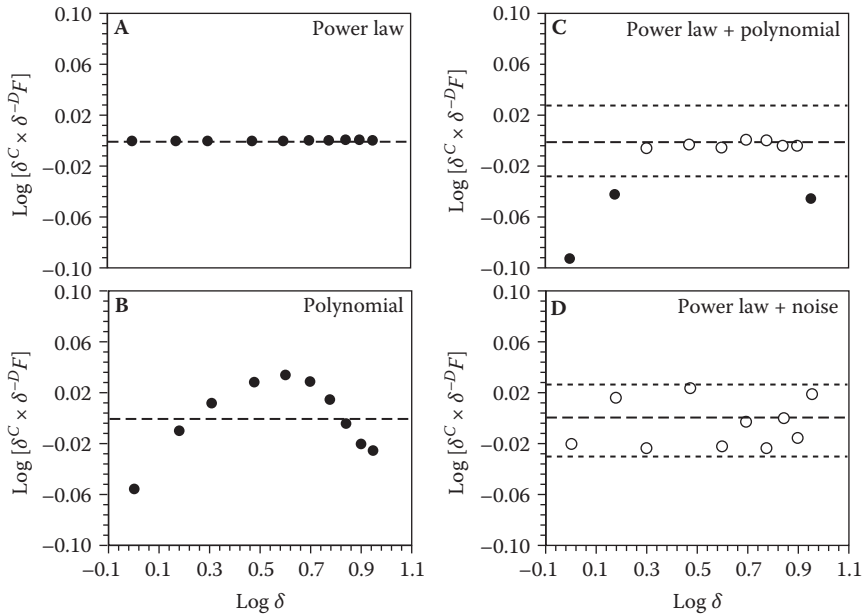 A Power law
0.10
0.06
0.02
−0.02
−0.06
−0.10
Log [δ^C × δ^−D F]
B Polynomial
0.10
0.06
0.02
−0.02
−0.06
−0.10
Log [δ^C × δ^−D F]
−0.1 0.1 0.3 0.5 0.7 0.9 1.1
Log δ
C Power law + polynomial
0.10
0.06
0.02
−0.02
−0.06
−0.10
Log [δ^C × δ^−D F]
D Power law + noise
0.10
0.06
0.02
−0.02
−0.06
−0.10
Log [δ^C × δ^−D F]
−0.1 0.1 0.3 0.5 0.7 0.9 1.1
Log δ